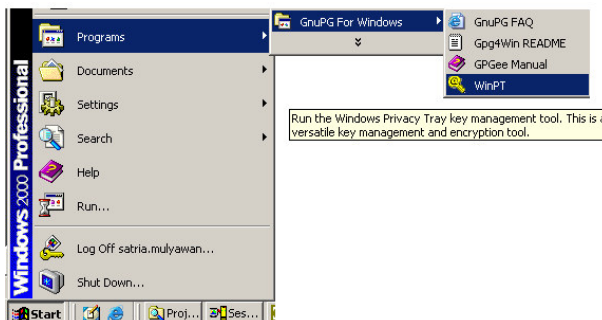 Programs
Documents
Settings
Search
Help
Run...
Log Off satria.mulyawan...
Shut Down...
Windows 2000 Professional
GnuPG For Windows
GnuPG FAQ
Gpg4Win README
GPGee Manual
WinPT
Run the Windows Privacy Tray key management tool. This is a
versatile key management and encryption tool.
Start
Proj...
Ses...